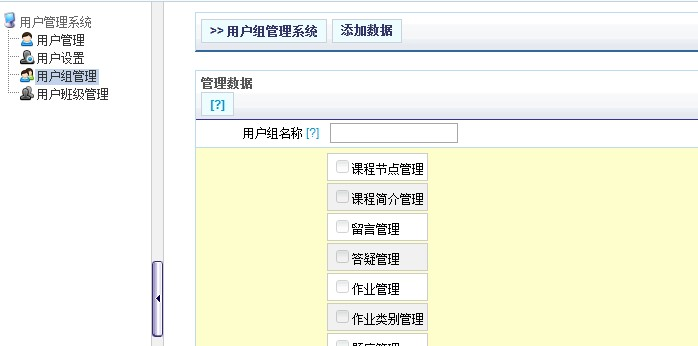 用户管理系统
用户管理
用户设置
用户组管理
用户班级管理
>> 用户组管理系统
添加数据
管理数据
[?]
用户组名称 [?]
课程节点管理
课程简介管理
留言管理
答疑管理
作业管理
作业类别管理